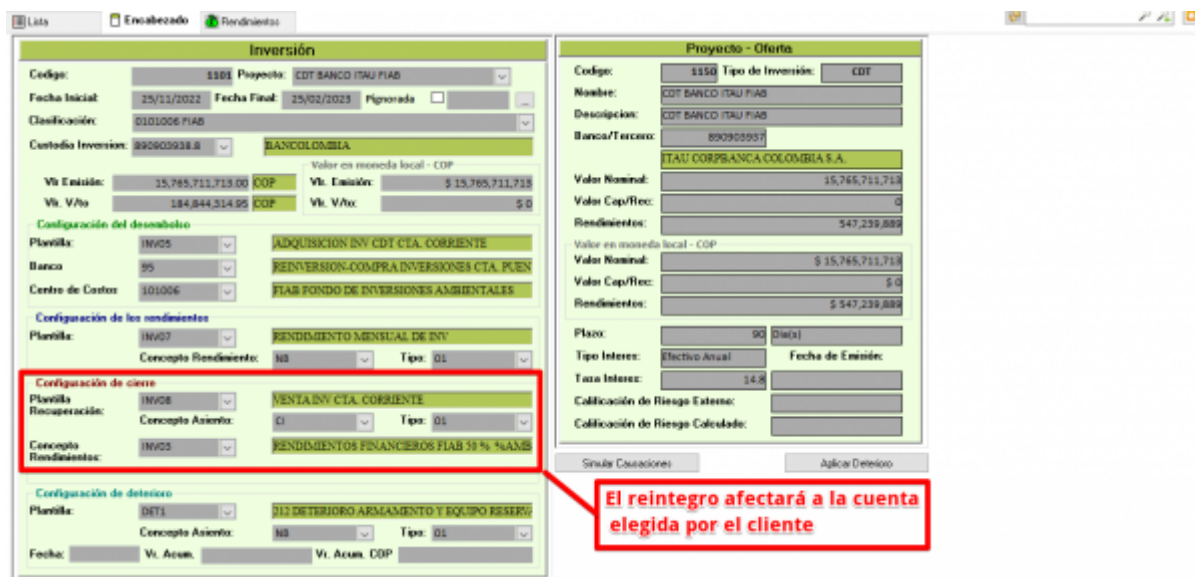 Lista Encabezado Rendimientos
Inversión
Codigo: 1101 Proyecto: CDT BANCO ITAU FIAB
Fecha Inicial: 25/11/2022 Fecha Final: 25/02/2023 Pignorada ...
Clasificación: 0101006 FIAB
Custodia Inversion: 890903938.8 BANCOLOMBIA
Valor en moneda local - COP
Vlr Emisión: 15,765,711,713.00 COP Vlr. Emisión: $ 15,765,711,713
Vlr. V/to 184,844,314.95 COP Vlr. V/to: $ 0
Configuración del desembolso
Plantilla: INV05 ADQUISICION INV CDT CTA. CORRIENTE
Banco 95 REINVERSION-COMPRA INVERSIONES CTA. PUEN
Centro de Costos 101006 FIAB FONDO DE INVERSIONES AMBIENTALES
Configuración de los rendimientos
Plantilla: INV07 RENDIMIENTO MENSUAL DE INV
Concepto Rendimiento: NB Tipo: 01
Configuración de cierre
Plantilla Recuperación: INV08 VENTA INV CTA. CORRIENTE
Concepto Asiento: CI Tipo: 01
Concepto Rendimientos: INV05 RENDIMIENTOS FINANCIEROS FIAB 50 % %AMB
Configuración de deterioro
Plantilla: DET1 212 DETERIORO ARMAMENTO Y EQUIPO RESERV
Concepto Asiento: NB Tipo: 01
Fecha: Vr. Acum. Vr. Acum. COP
Proyecto - Oferta
Codigo: 1150 Tipo de Inversión: CDT
Nombre: CDT BANCO ITAU FIAB
Descripcion: CDT BANCO ITAU FIAB
Banco/Tercero: 890903937
ITAU CORPBANCA COLOMBIA S.A.
Valor Nominal: 15,765,711,713
Valor Cap/Rec: 0
Rendimientos: 547,239,889
Valor en moneda local - COP
Valor Nominal: $ 15,765,711,713
Valor Cap/Rec: $ 0
Rendimientos: $ 547,239,889
Plazo: 90 Dia(s)
Tipo Interes: Efectivo Anual Fecha de Emisión:
Tasa Interes: 14.8
Calificación de Riesgo Externo:
Calificación de Riesgo Calculado:
Simular Causaciones Aplicar Deterioro
El reintegro afectará a la cuenta
elegida por el cliente